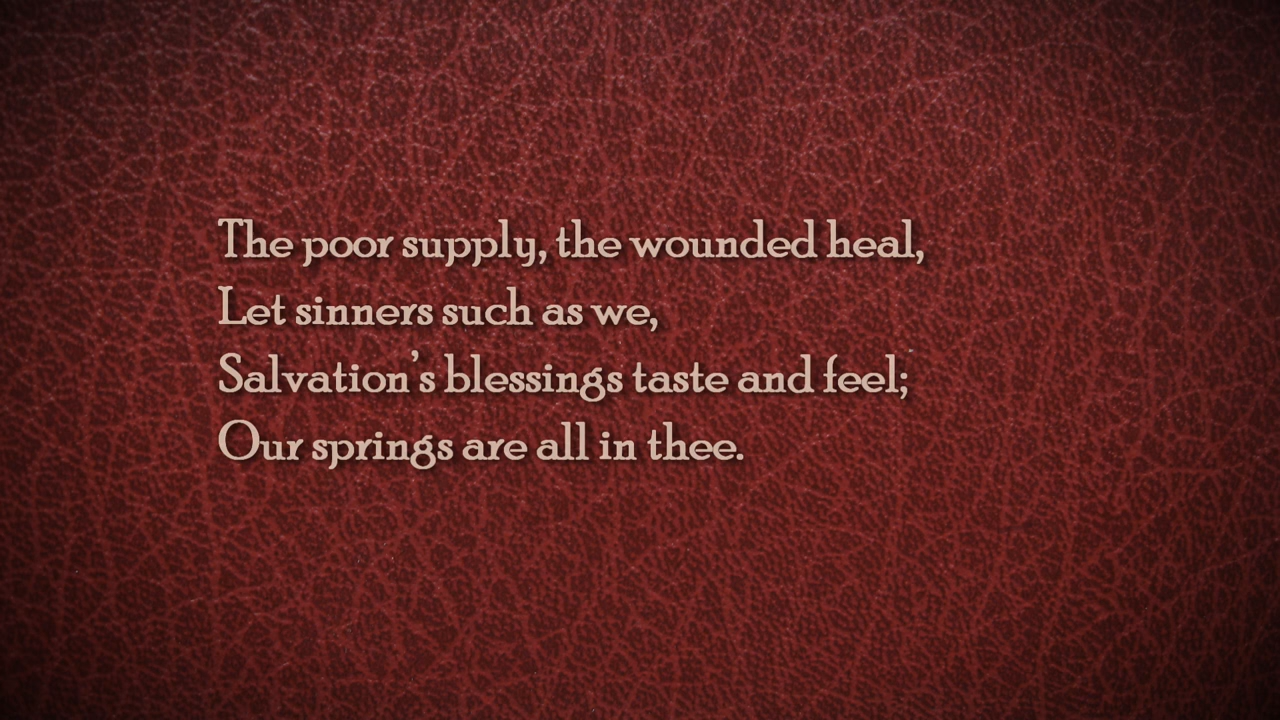 The poor supply, the wounded heal,
Let sinners such as we,
Salvation’s blessings taste and feel;
Our springs are all in thee.